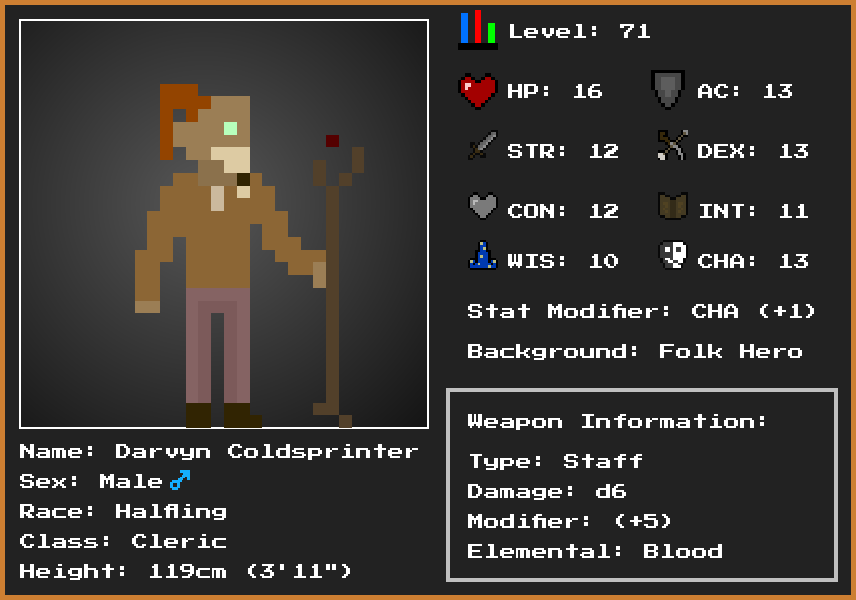 Level: 71
HP: 16
AC: 13
STR: 12
DEX: 13
CON: 12
INT: 11
WIS: 10
CHA: 13
Stat Modifier: CHA (+1)
Background: Folk Hero
Weapon Information:
Type: Staff
Damage: d6
Modifier: (+5)
Elemental: Blood
Name: Darvyn Coldsprinter
Sex: Male♂
Race: Halfling
Class: Cleric
Height: 119cm (3'11")